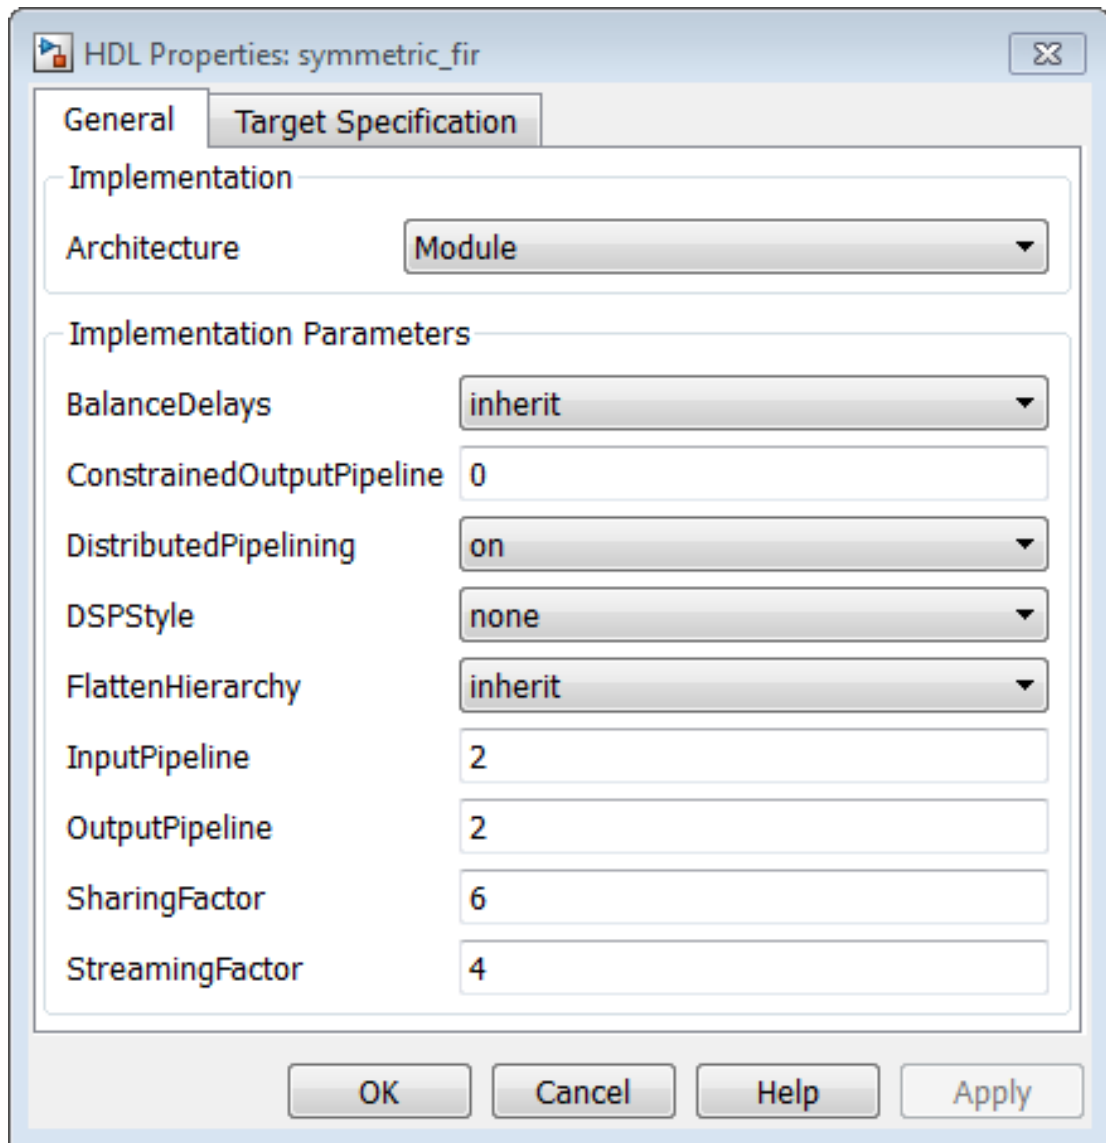 HDL Properties: symmetric_fir
General Target Specification
Implementation
Architecture Module
Implementation Parameters
BalanceDelays inherit
ConstrainedOutputPipeline 0
DistributedPipelining on
DSPStyle none
FlattenHierarchy inherit
InputPipeline 2
OutputPipeline 2
SharingFactor 6
StreamingFactor 4
OK Cancel Help Apply